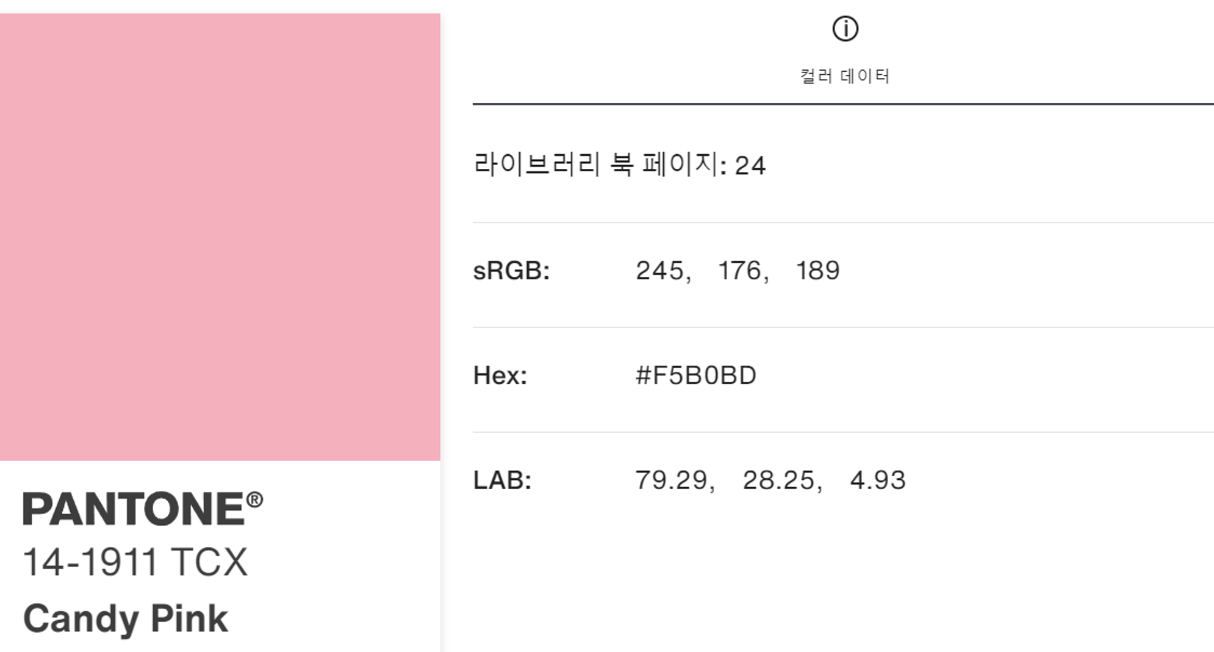 PANTONE®
14-1911 TCX
Candy Pink
ⓘ
컬러 데이터
라이브러리 북 페이지: 24
sRGB: 245, 176, 189
Hex: #F5B0BD
LAB: 79.29, 28.25, 4.93